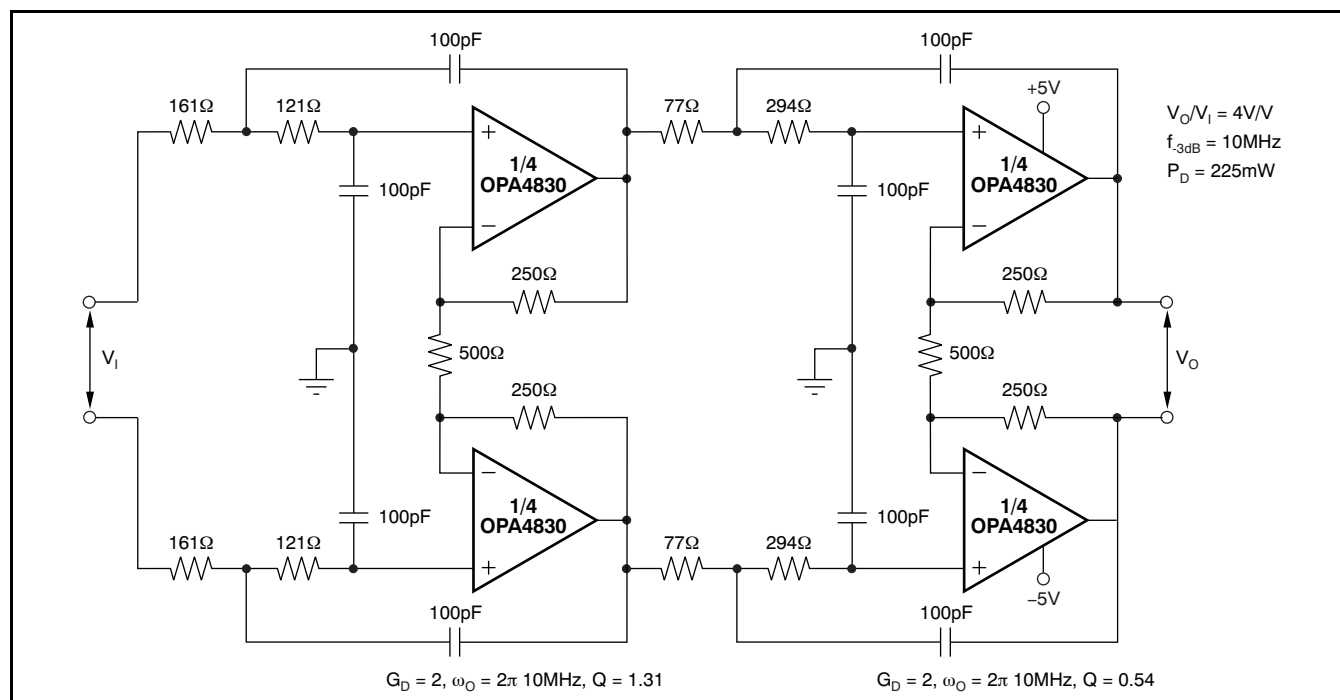 100pF
100pF
161Ω
121Ω
77Ω
294Ω
+5V
V_O/V_I = 4V/V
f_-3dB = 10MHz
P_D = 225mW
+
1/4
OPA4830
−
+
1/4
OPA4830
−
100pF
100pF
250Ω
250Ω
V_I
500Ω
500Ω
V_O
250Ω
250Ω
−
1/4
OPA4830
+
−
1/4
OPA4830
+
100pF
100pF
161Ω
121Ω
77Ω
294Ω
−5V
100pF
100pF
G_D = 2, ω_O = 2π 10MHz, Q = 1.31
G_D = 2, ω_O = 2π 10MHz, Q = 0.54